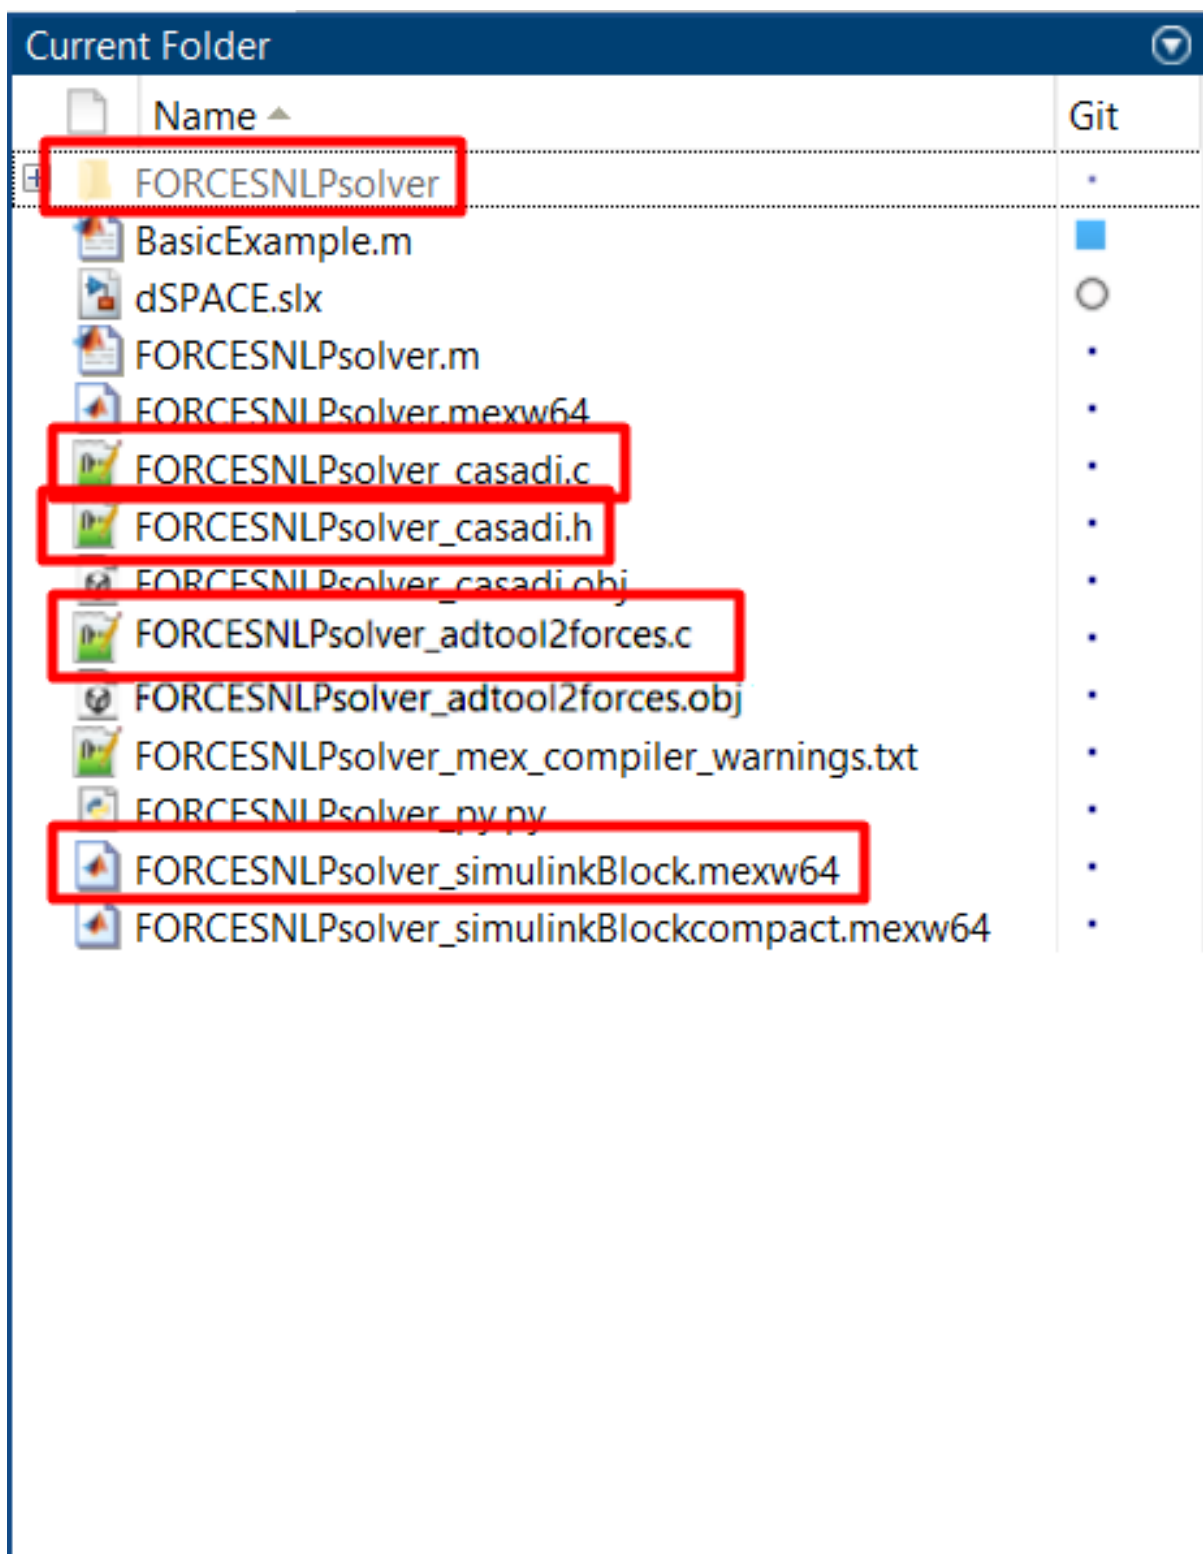 Current Folder
Name Git
FORCESNLPsolver
BasicExample.m
dSPACE.slx
FORCESNLPsolver.m
FORCESNLPsolver.mexw64
FORCESNLPsolver_casadi.c
FORCESNLPsolver_casadi.h
FORCESNLPsolver_casadi.obj
FORCESNLPsolver_adtool2forces.c
FORCESNLPsolver_adtool2forces.obj
FORCESNLPsolver_mex_compiler_warnings.txt
FORCESNLPsolver_py.py
FORCESNLPsolver_simulinkBlock.mexw64
FORCESNLPsolver_simulinkBlockcompact.mexw64